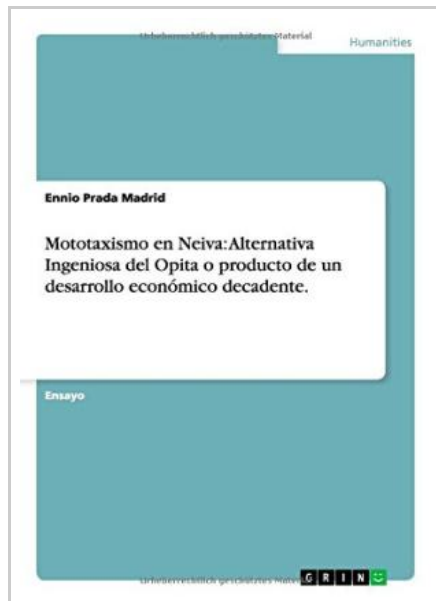 Urheberrechtlich geschütztes Material
Humanities
Ennio Prada Madrid
Mototaxismo en Neiva: Alternativa
Ingeniosa del Opita o producto de un
desarrollo económico decadente.
Ensayo
Urheberrechtlich geschütztes Mater
GRIN